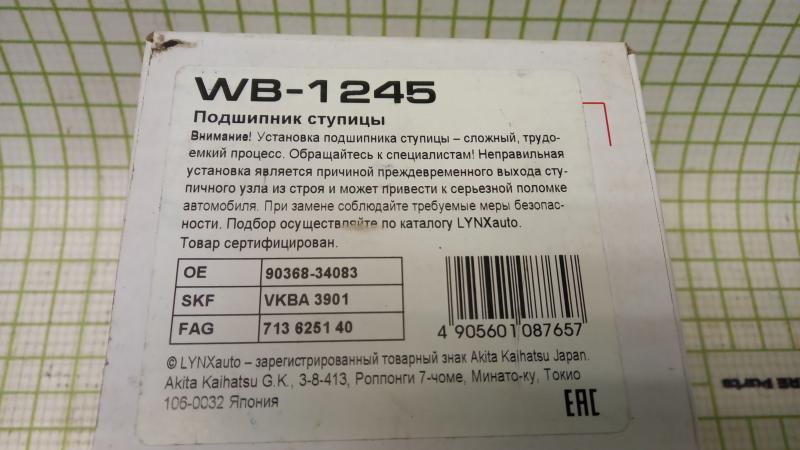 WB-1245
Подшипник ступицы
Внимание! Установка подшипника ступицы – сложный, трудо-
емкий процесс. Обращайтесь к специалистам! Неправильная
установка является причиной преждевременного выхода сту-
пичного узла из строя и может привести к серьезной поломке
автомобиля. При замене соблюдайте требуемые меры безопас-
ности. Подбор осуществляйте по каталогу LYNXauto.
Товар сертифицирован.
OE 90368-34083
SKF VKBA 3901
FAG 713 6251 40
4 905601 087657
© LYNXauto – зарегистрированный товарный знак Akita Kaihatsu Japan.
Akita Kaihatsu G.K., 3-8-413, Роппонги 7-чоме, Минато-ку, Токио
106-0032 Япония
EAC
RE Parts